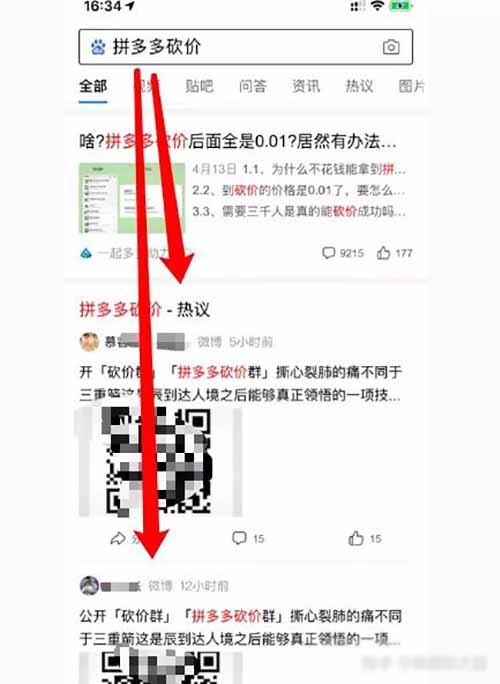 16:34
拼多多砍价
全部 视频 贴吧 问答 资讯 热议 图片
啥?拼多多砍价后面全是0.01?居然有办法...
4月13日 1.1、为什么不花钱能拿到拼...
2.2、到砍价的价格是0.01了，要怎么...
3.3、需要三千人是真的能砍价成功吗...
一起多 助力 9215 177
拼多多砍价 - 热议
慕 微博 5小时前
开「砍价群」「拼多多砍价群」撕心裂肺的痛不同于
三重箭这是辰到达人境之后能够真正领悟的一项技...
分 15 15
微博 12小时前
公开「砍价群」「拼多多砍价群」撕心裂肺的痛不同
于三重箭这是辰到达人境之后能够真正领悟的一项...